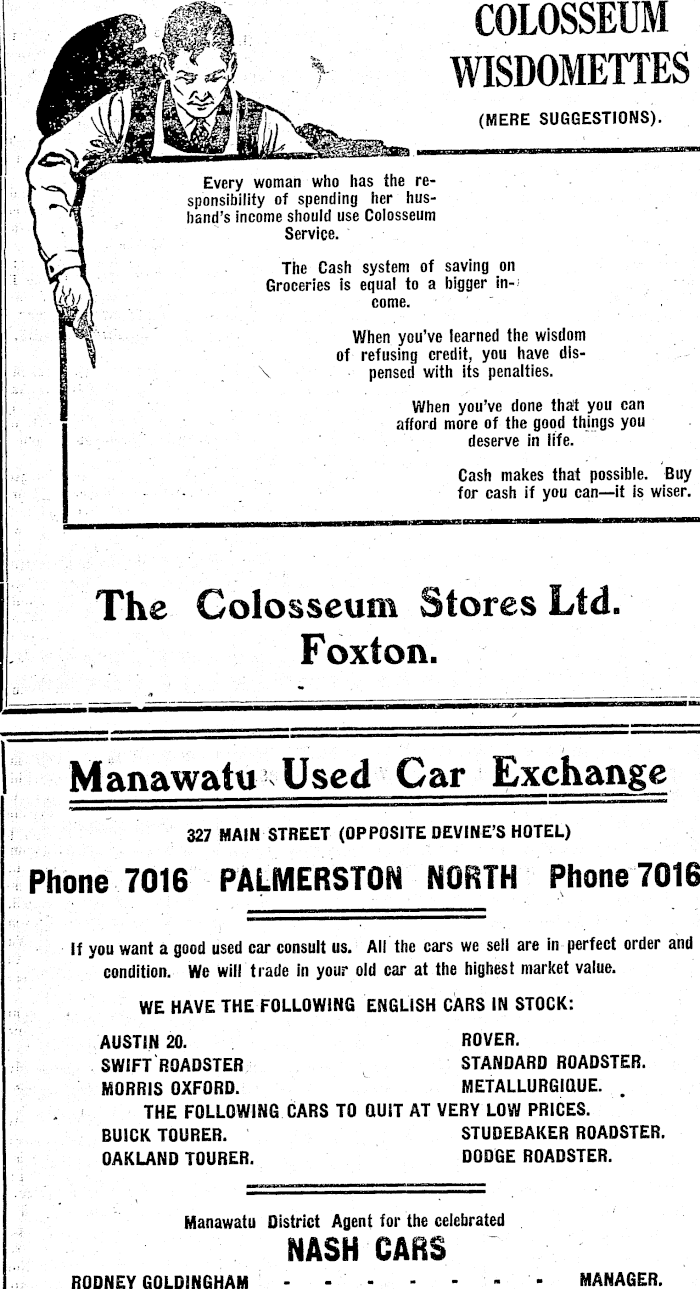 COLOSSEUM
WISDOMETTES
(MERE SUGGESTIONS).
Every woman who has the re-
sponsibility of spending her hus-
band's income should use Colosseum
Service.
The Cash system of saving on
Groceries is equal to a bigger in-
come.
When you've learned the wisdom
of refusing credit, you have dis-
pensed with its penalties.
When you've done that you can
afford more of the good things you
deserve in life.
Cash makes that possible. Buy
for cash if you can—it is wiser.
The Colosseum Stores Ltd.
Foxton.
Manawatu Used Car Exchange
327 MAIN STREET (OPPOSITE DEVINE'S HOTEL)
Phone 7016 PALMERSTON NORTH Phone 7016
If you want a good used car consult us. All the cars we sell are in perfect order and
condition. We will trade in your old car at the highest market value.
WE HAVE THE FOLLOWING ENGLISH CARS IN STOCK:
AUSTIN 20. ROVER.
SWIFT ROADSTER STANDARD ROADSTER.
MORRIS OXFORD. METALLURGIQUE.
THE FOLLOWING CARS TO QUIT AT VERY LOW PRICES.
BUICK TOURER. STUDEBAKER ROADSTER.
OAKLAND TOURER. DODGE ROADSTER.
Manawatu District Agent for the celebrated
NASH CARS
RODNEY GOLDINGHAM - - - - - - - MANAGER.